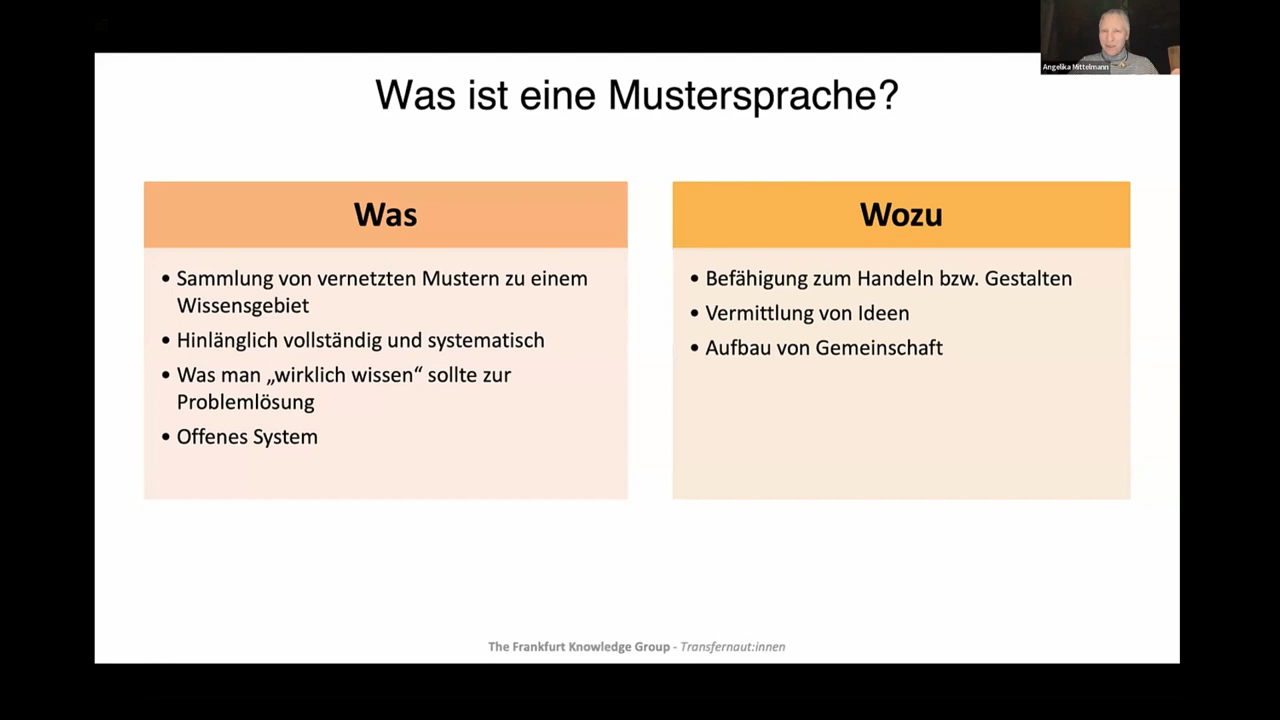 Angelika Mittelmann
Was ist eine Mustersprache?
Was
• Sammlung von vernetzten Mustern zu einem
Wissensgebiet
• Hinlänglich vollständig und systematisch
• Was man „wirklich wissen“ sollte zur
Problemlösung
• Offenes System
Wozu
• Befähigung zum Handeln bzw. Gestalten
• Vermittlung von Ideen
• Aufbau von Gemeinschaft
The Frankfurt Knowledge Group - Transfernaut:innen